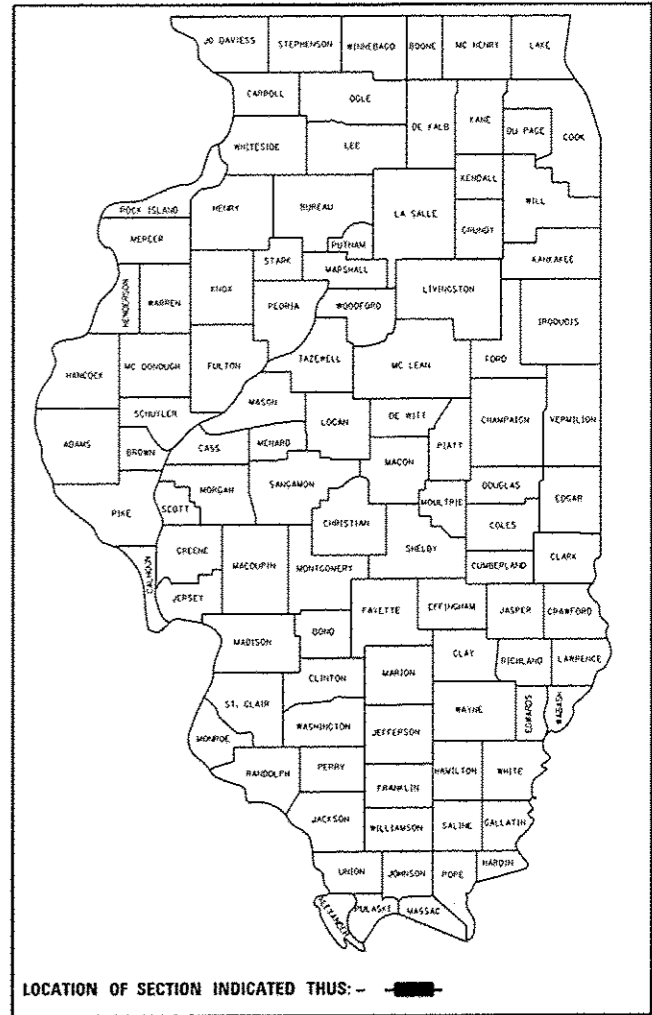 JO DAVIESS STEPHENSON WINNEBAGO BOONE MC HENRY LAKE
CARROLL OGLE DE KALB KANE DU PAGE COOK
WHITESIDE LEE KENDALL WILL
ROCK ISLAND HENRY BUREAU LA SALLE GRUNDY
MERCER PUTNAM KANKAKEE
STARK MARSHALL
HENDERSON WARREN KNOX PEORIA WOODFORD LIVINGSTON IROQUOIS
HANCOCK MC DONOUGH FULTON TAZEWELL MC LEAN FORD
MASON
SCHUYLER LOGAN DE WITT CHAMPAIGN VERMILION
ADAMS BROWN CASS MENARD PIATT
MACON
MORGAN SANGAMON DOUGLAS
PIKE SCOTT CHRISTIAN MOULTRIE COLES EDGAR
GREENE MACOUPIN MONTGOMERY SHELBY CUMBERLAND CLARK
CALHOUN JERSEY
FAYETTE EFFINGHAM JASPER CRAWFORD
MADISON BOND
CLAY RICHLAND LAWRENCE
CLINTON MARION
ST. CLAIR WAYNE EDWARDS WABASH
MONROE WASHINGTON JEFFERSON
RANDOLPH PERRY HAMILTON WHITE
FRANKLIN
JACKSON WILLIAMSON SALINE GALLATIN
UNION JOHNSON POPE HARDIN
ALEXANDER PULASKE MASSAC
LOCATION OF SECTION INDICATED THUS: -